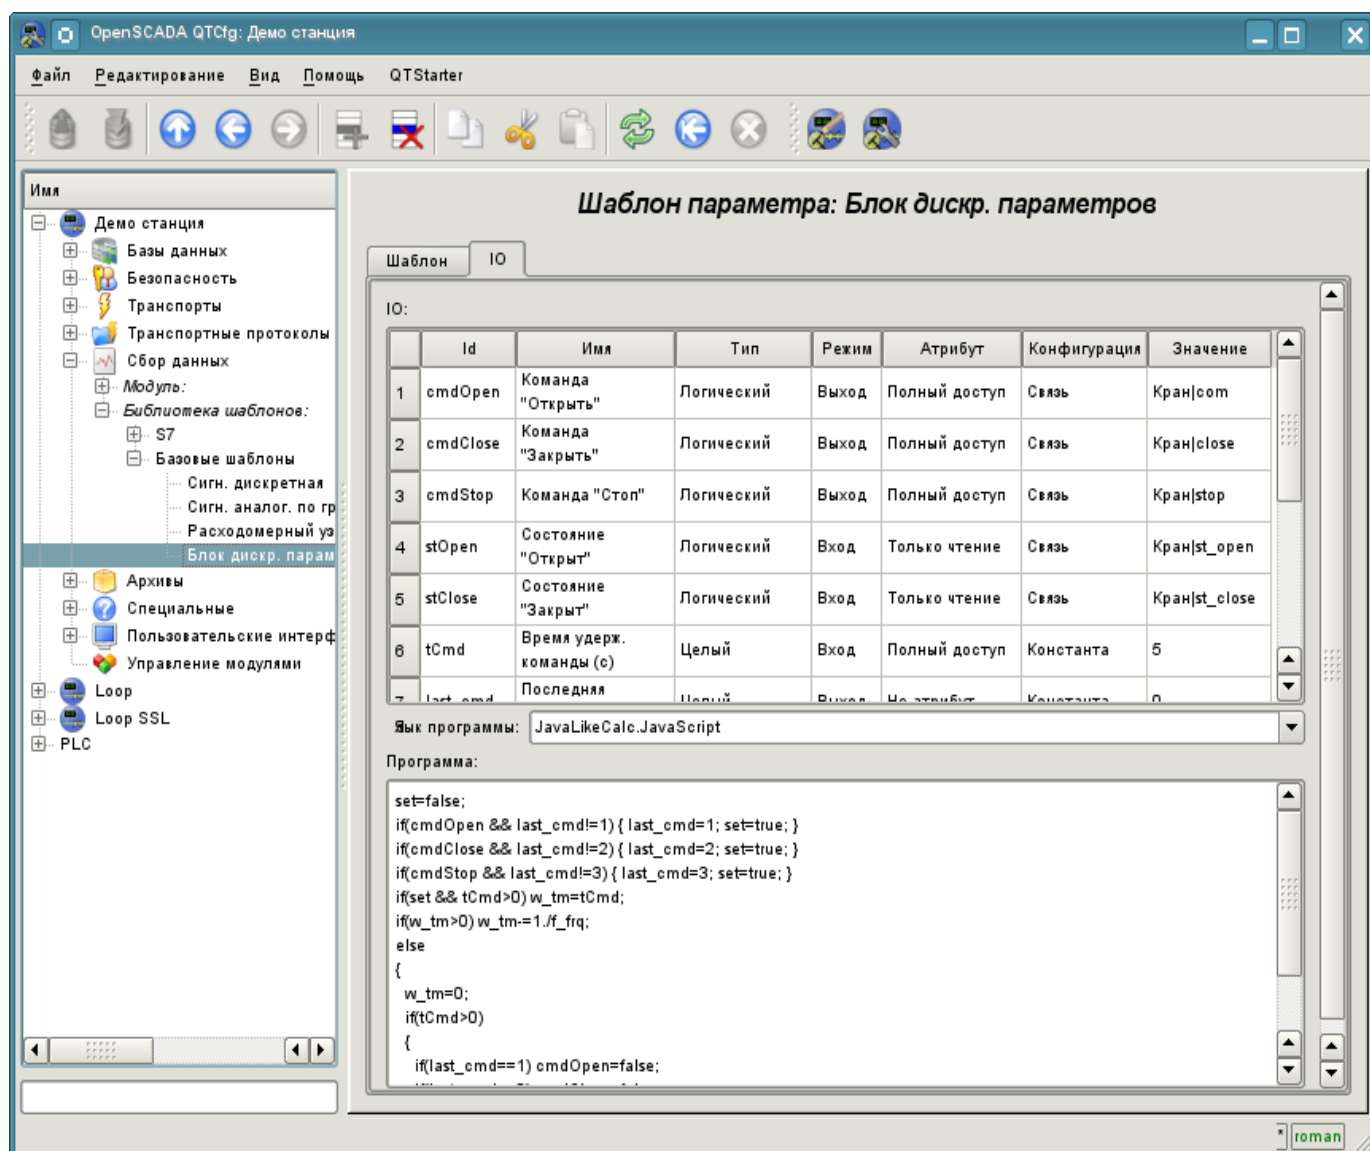 OpenSCADA QTCfg: Демо станция
Файл Редактирование Вид Помощь QTStarter
Имя
Демо станция
Базы данных
Безопасность
Транспорты
Транспортные протоколы
Сбор данных
Модуль:
Библиотека шаблонов:
S7
Базовые шаблоны
Сигн. дискретная
Сигн. аналог. по гр
Расходомерный уз
Блок дискр. парам
Архивы
Специальные
Пользовательские интерф
Управление модулями
Loop
Loop SSL
PLC
Шаблон параметра: Блок дискр. параметров
Шаблон IO
IO:
Id Имя Тип Режим Атрибут Конфигурация Значение
1 cmdOpen Команда "Открыть" Логический Выход Полный доступ Связь Кран|com
2 cmdClose Команда "Закрыть" Логический Выход Полный доступ Связь Кран|close
3 cmdStop Команда "Стоп" Логический Выход Полный доступ Связь Кран|stop
4 stOpen Состояние "Открыт" Логический Вход Только чтение Связь Кран|st_open
5 stClose Состояние "Закрыт" Логический Вход Только чтение Связь Кран|st_close
6 tCmd Время удерж. команды (с) Целый Вход Полный доступ Константа 5
7 last_cmd Последняя Целый Выход Не атрибут Константа 0
Язык программы: JavaLikeCalc.JavaScript
Программа:
set=false;
if(cmdOpen && last_cmd!=1) { last_cmd=1; set=true; }
if(cmdClose && last_cmd!=2) { last_cmd=2; set=true; }
if(cmdStop && last_cmd!=3) { last_cmd=3; set=true; }
if(set && tCmd>0) w_tm=tCmd;
if(w_tm>0) w_tm-=1./f_frq;
else
{
w_tm=0;
if(tCmd>0)
{
if(last_cmd==1) cmdOpen=false;
* roman